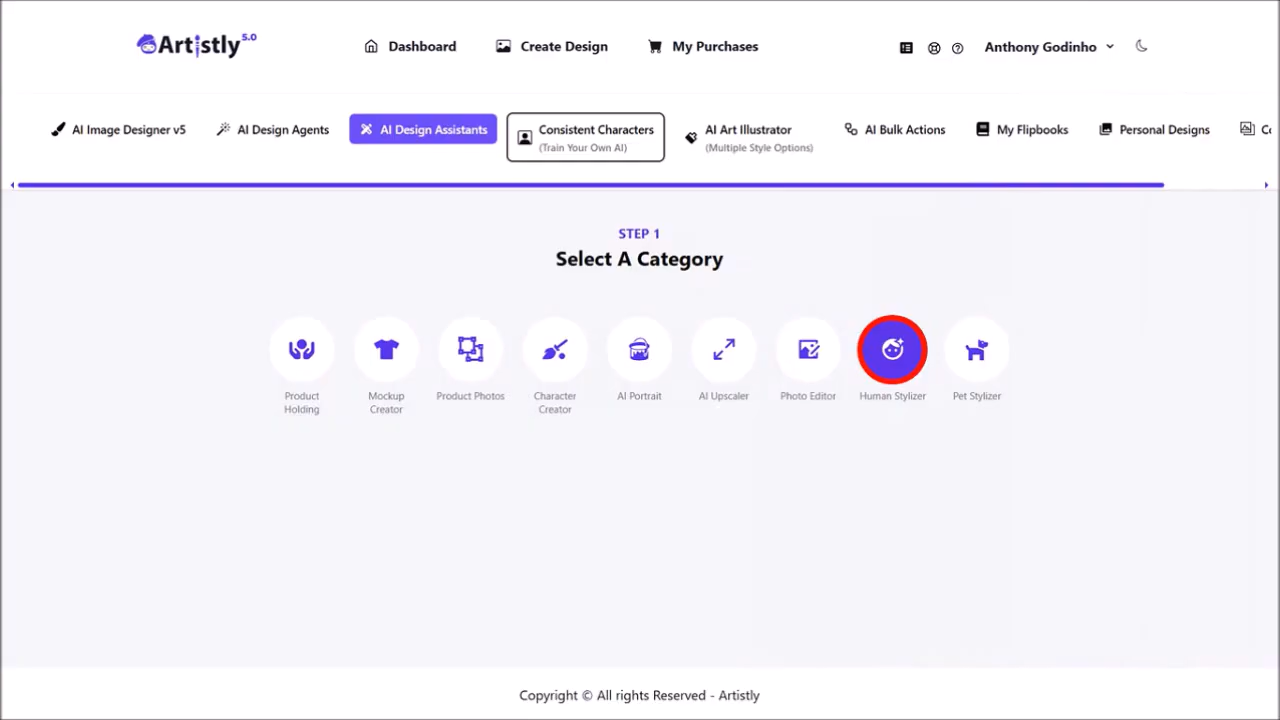 Artistly 5.0
Dashboard
Create Design
My Purchases
Anthony Godinho
AI Image Designer v5
AI Design Agents
AI Design Assistants
Consistent Characters
(Train Your Own AI)
AI Art Illustrator
(Multiple Style Options)
AI Bulk Actions
My Flipbooks
Personal Designs
STEP 1
Select A Category
Product
Holding
Mockup
Creator
Product Photos
Character
Creator
AI Portrait
AI Upscaler
Photo Editor
Human Stylizer
Pet Stylizer
Copyright © All rights Reserved - Artistly